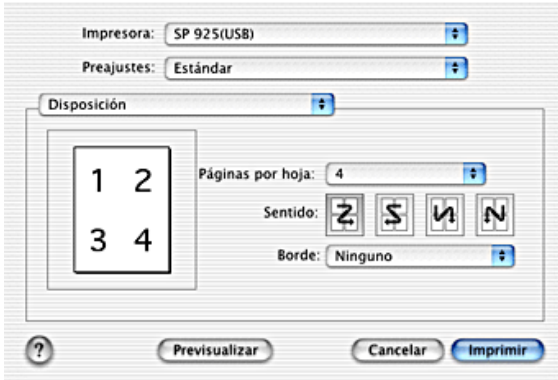 Impresora: SP 925(USB)
Preajustes: Estándar
Disposición
1 2
3 4
Páginas por hoja: 4
Sentido:
Borde: Ninguno
? Previsualizar Cancelar Imprimir